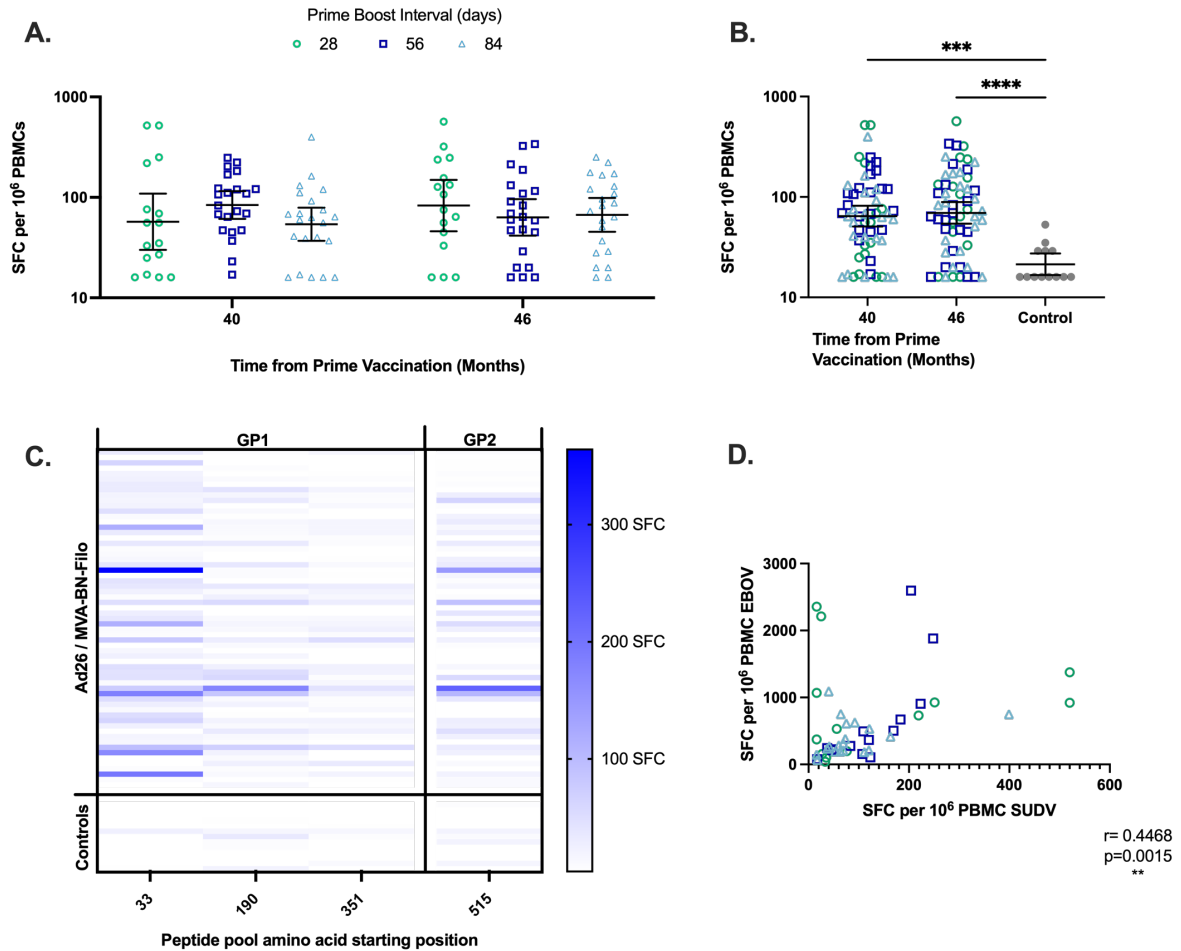 A.
Prime Boost Interval (days)
28 56 84
SFC per 10⁶ PBMCs
1000
100
10
40 46
Time from Prime Vaccination (Months)
B.
***
****
SFC per 10⁶ PBMCs
1000
100
10
40 46 Control
Time from Prime
Vaccination (Months)
C.
GP1 GP2
Ad26 / MVA-BN-Filo
Controls
300 SFC
200 SFC
100 SFC
33 190 351 515
Peptide pool amino acid starting position
D.
SFC per 10⁶ PBMC EBOV
3000
2000
1000
0
0 200 400 600
SFC per 10⁶ PBMC SUDV
r= 0.4468
p=0.0015
**